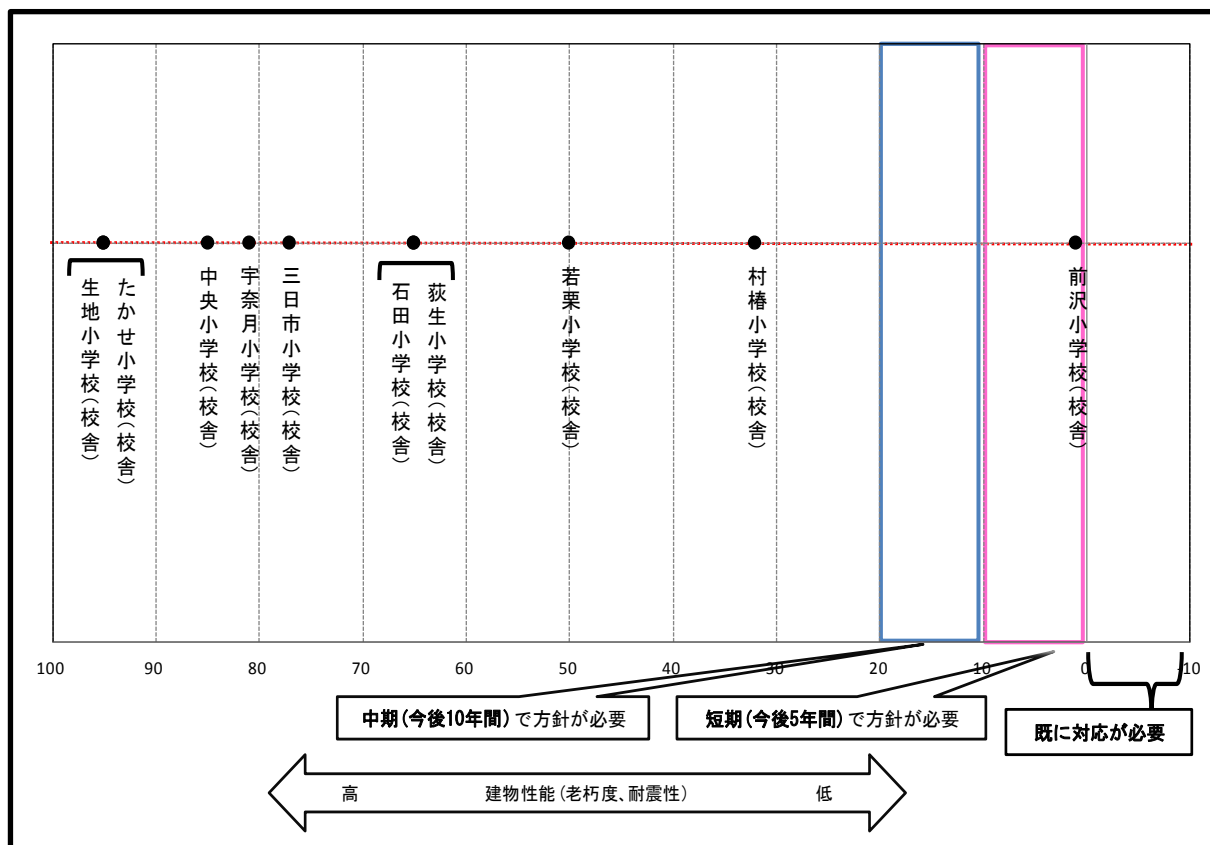 生地小学校(校舎)
たかせ小学校(校舎)
中央小学校(校舎)
宇奈月小学校(校舎)
三日市小学校(校舎)
石田小学校(校舎)
荻生小学校(校舎)
若栗小学校(校舎)
村椿小学校(校舎)
前沢小学校(校舎)
100 90 80 70 60 50 40 30 20 10 0 -10
中期(今後10年間)で方針が必要
短期(今後5年間)で方針が必要
既に対応が必要
高 建物性能(老朽度、耐震性) 低